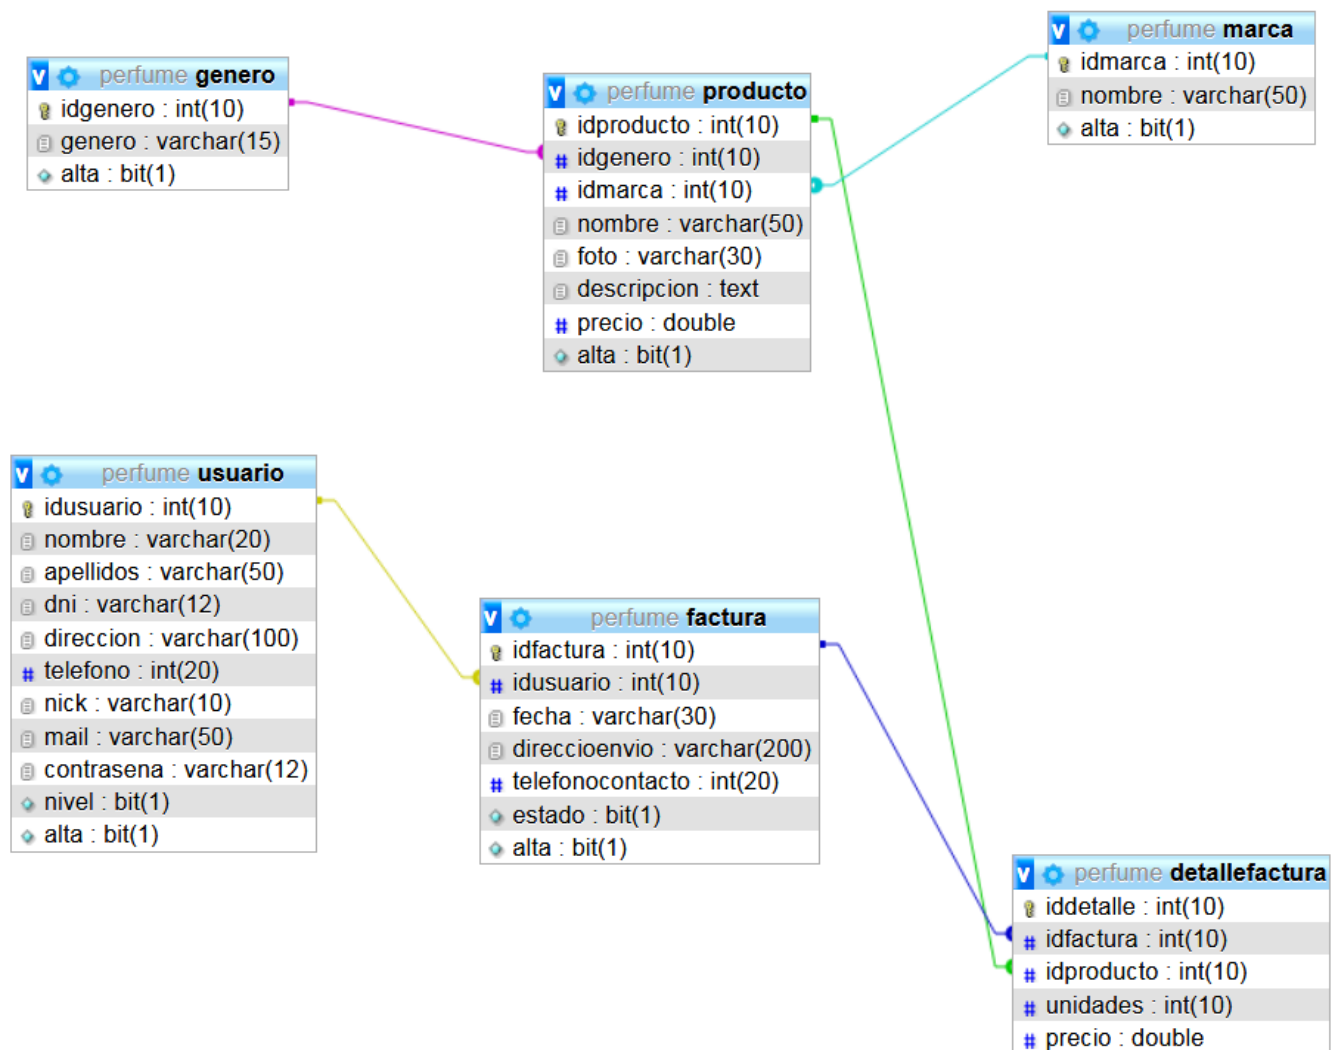 perfume genero
idgenero : int(10)
genero : varchar(15)
alta : bit(1)
perfume producto
idproducto : int(10)
idgenero : int(10)
idmarca : int(10)
nombre : varchar(50)
foto : varchar(30)
descripcion : text
precio : double
alta : bit(1)
perfume marca
idmarca : int(10)
nombre : varchar(50)
alta : bit(1)
perfume usuario
idusuario : int(10)
nombre : varchar(20)
apellidos : varchar(50)
dni : varchar(12)
direccion : varchar(100)
telefono : int(20)
nick : varchar(10)
mail : varchar(50)
contrasena : varchar(12)
nivel : bit(1)
alta : bit(1)
perfume factura
idfactura : int(10)
idusuario : int(10)
fecha : varchar(30)
direccioenvio : varchar(200)
telefonocontacto : int(20)
estado : bit(1)
alta : bit(1)
perfume detallefactura
iddetalle : int(10)
idfactura : int(10)
idproducto : int(10)
unidades : int(10)
precio : double